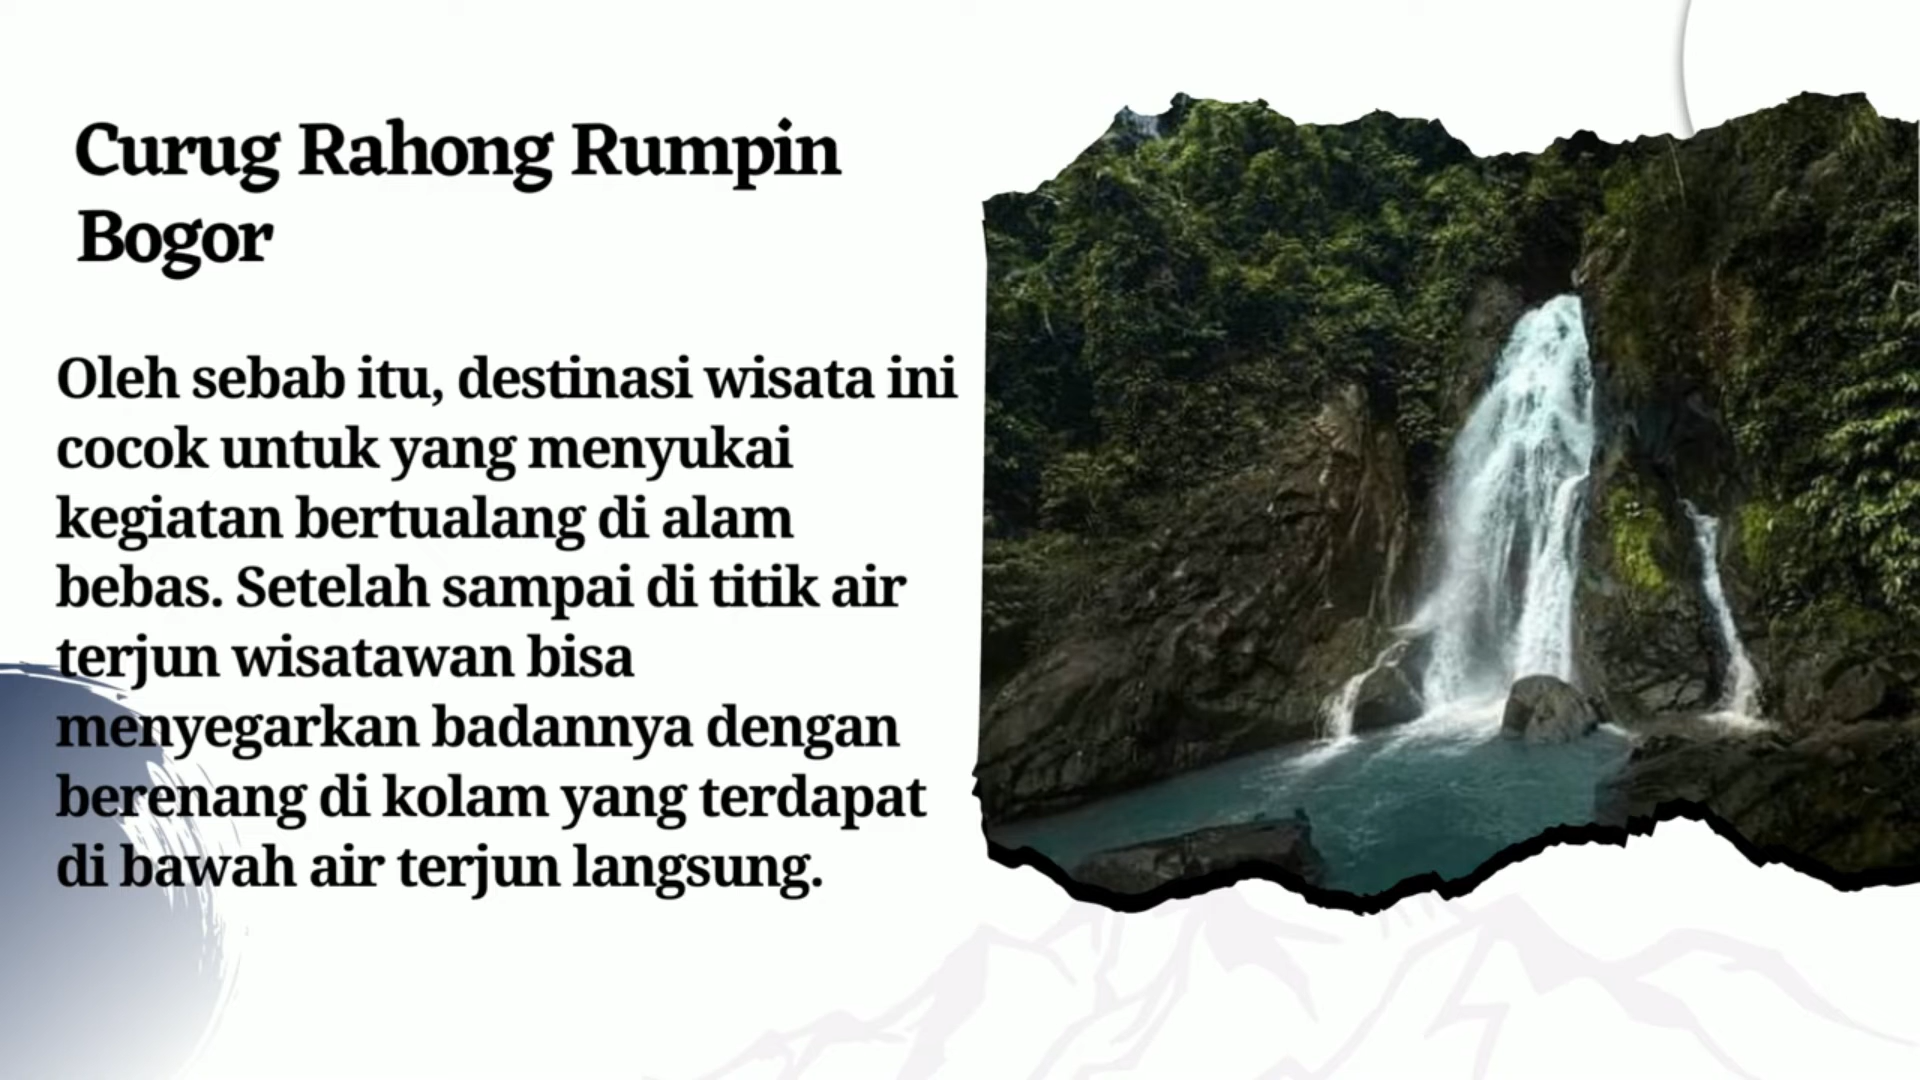 Curug Rahong Rumpin
Bogor
Oleh sebab itu, destinasi wisata ini
cocok untuk yang menyukai
kegiatan bertualang di alam
bebas. Setelah sampai di titik air
terjun wisatawan bisa
menyegarkan badannya dengan
berenang di kolam yang terdapat
di bawah air terjun langsung.